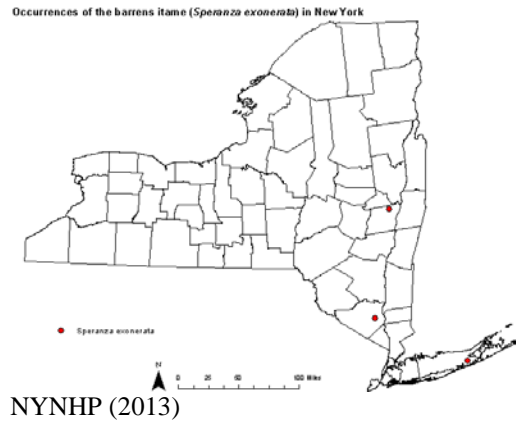 Occurrences of the barrens itame (Speranza exonerata) in New York
Speranza exonerata
N
0 25 50 100 Miles
NYNHP (2013)